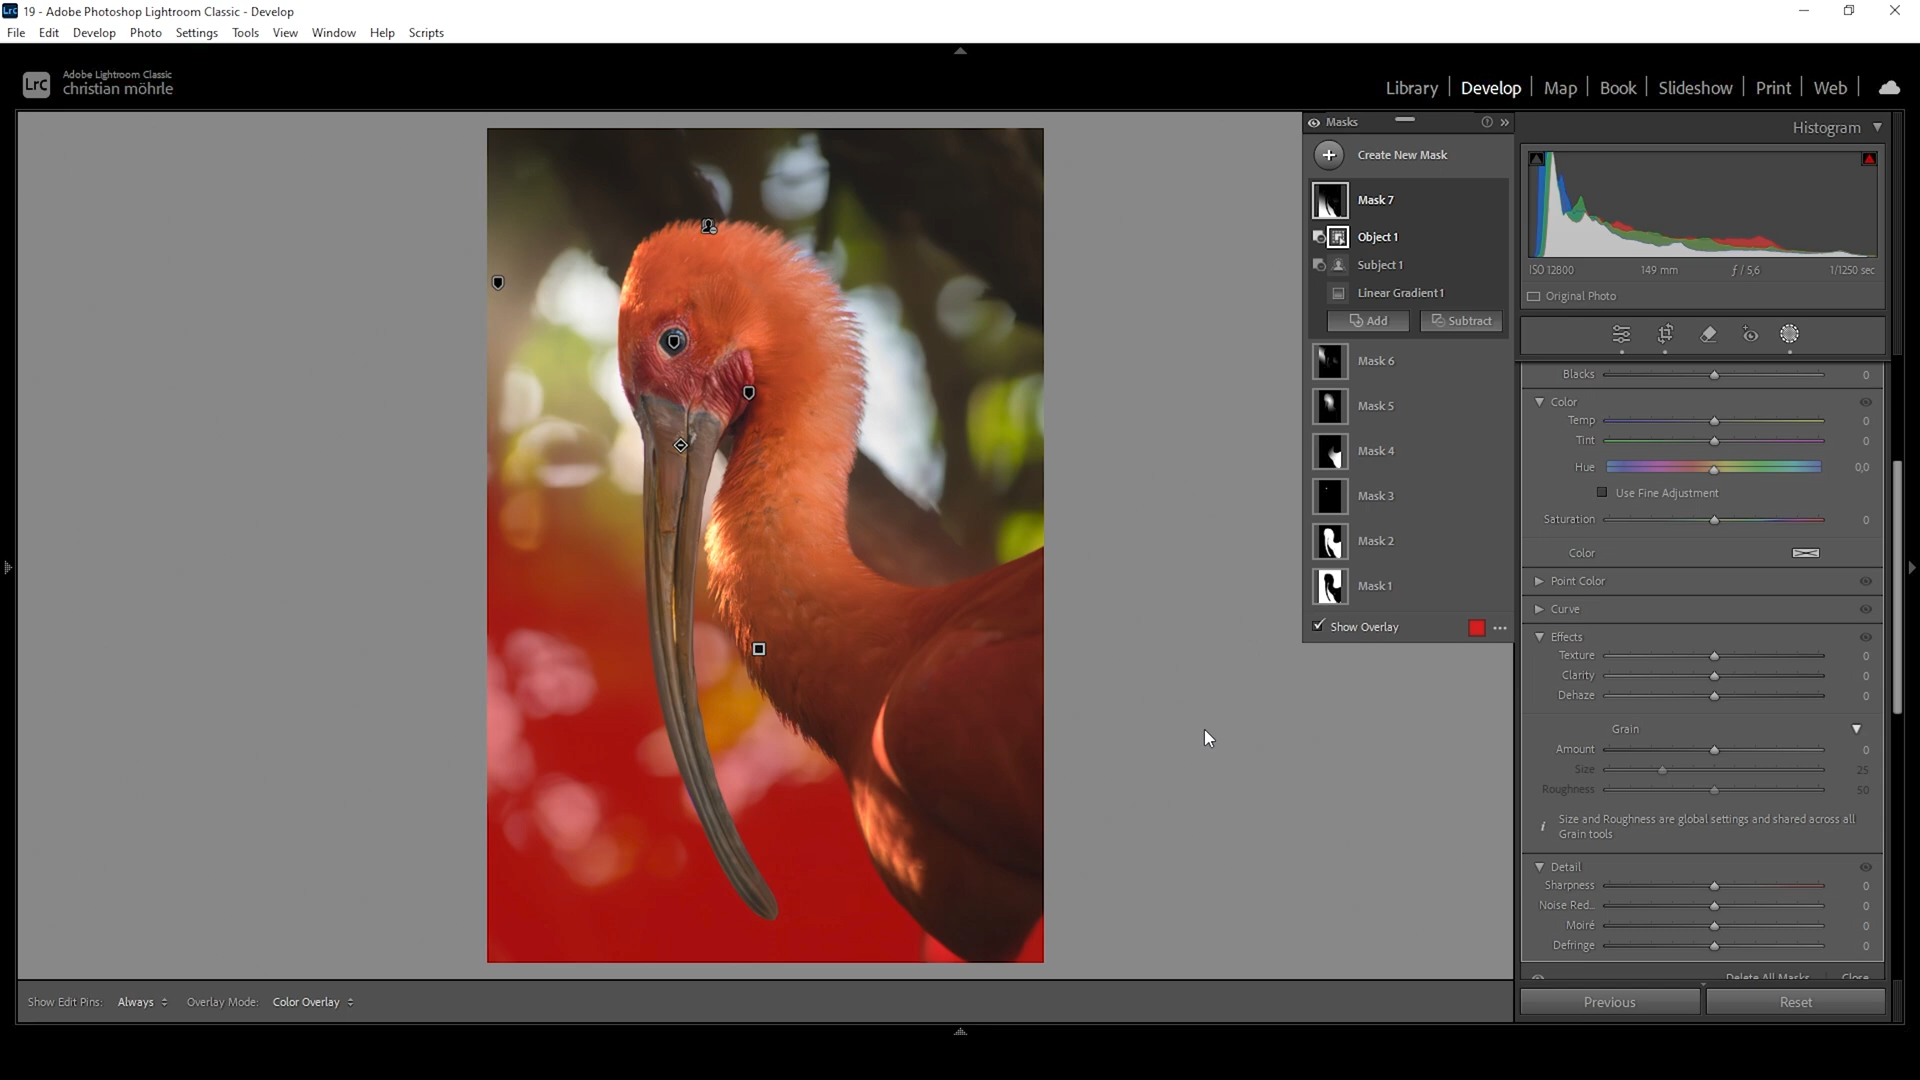 19 - Adobe Photoshop Lightroom Classic - Develop
File Edit Develop Photo Settings Tools View Window Help Scripts
LrC
Adobe Lightroom Classic
christian möhrle
Library Develop Map Book Slideshow Print Web
Masks
Create New Mask
Mask 7
Object 1
Subject 1
Linear Gradient 1
Add Subtract
Mask 6
Mask 5
Mask 4
Mask 3
Mask 2
Mask 1
Show Overlay
Histogram
ISO 12800 149 mm ƒ / 5,6 1/1250 sec
Original Photo
Blacks 0
Color
Temp 0
Tint 0
Hue 0,0
Use Fine Adjustment
Saturation 0
Color
Point Color
Curve
Effects
Texture 0
Clarity 0
Dehaze 0
Grain
Amount 0
Size 25
Roughness 50
Size and Roughness are global settings and shared across all
Grain tools
Detail
Sharpness 0
Noise Red... 0
Moiré 0
Defringe 0
Delete All Masks Close
Previous Reset
Show Edit Pins: Always Overlay Mode: Color Overlay